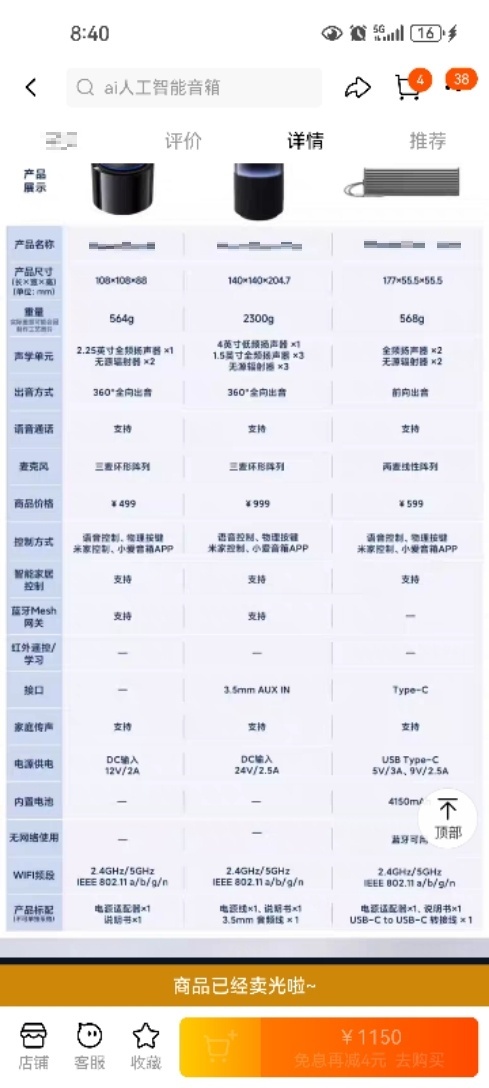 8:40
5G
16
ai人工智能音箱
4
38
评价
详情
推荐
产品
展示
产品名称
产品尺寸
(长×宽×高)
(单位: mm)
108×108×88
140×140×204.7
177×55.5×55.5
重量
564g
2300g
568g
声学单元
2.25英寸全频扬声器 ×1
无源辐射器 ×2
4英寸低频扬声器 ×1
1.5英寸全频扬声器 ×3
无源辐射器 ×3
全频扬声器 ×2
无源辐射器 ×2
出音方式
360°全向出音
360°全向出音
前向出音
语音通话
支持
支持
支持
麦克风
三麦环形阵列
三麦环形阵列
两麦线性阵列
商品价格
¥499
¥999
¥599
控制方式
语音控制、物理按键
米家控制、小爱音箱APP
语音控制、物理按键
米家控制、小爱音箱APP
语音控制、物理按键
米家控制、小爱音箱APP
智能家居
控制
支持
支持
支持
蓝牙Mesh
网关
支持
支持
—
红外遥控/
学习
—
—
—
接口
—
3.5mm AUX IN
Type-C
家庭传声
支持
支持
支持
电源供电
DC输入
12V/2A
DC输入
24V/2.5A
USB Type-C
5V/3A、9V/2.5A
内置电池
—
—
4150m
无网络使用
—
—
蓝牙可
顶部
WIFI频段
2.4GHz/5GHz
IEEE 802.11 a/b/g/n
2.4GHz/5GHz
IEEE 802.11 a/b/g/n
2.4GHz/5GHz
IEEE 802.11 a/b/g/n
产品标配
电源适配器×1
说明书×1
电源线×1、说明书×1
3.5mm 音频线 ×1
电源适配器×1、说明书×1
USB-C to USB-C 转接线 ×1
商品已经卖光啦~
店铺
客服
收藏
¥1150
免息再减4元 去购买